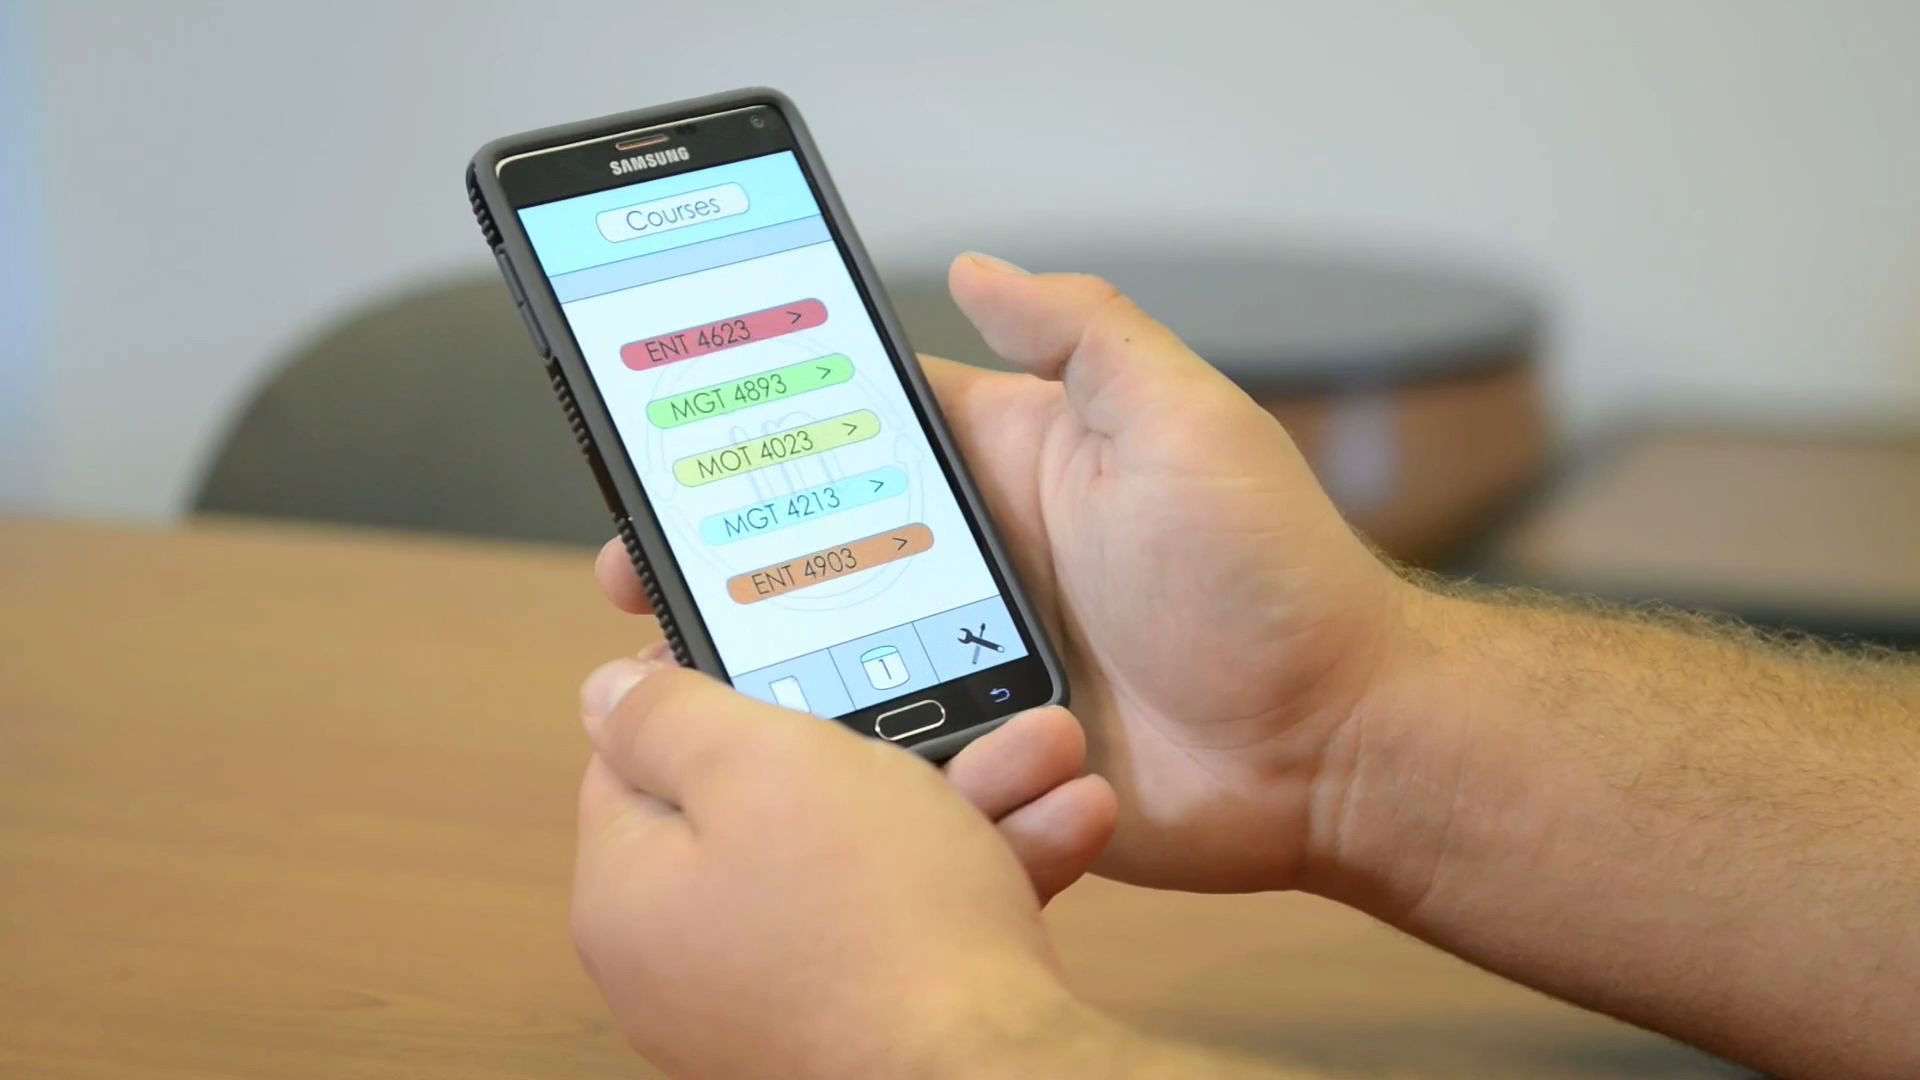 SAMSUNG
Courses
ENT 4623 >
MGT 4893 >
MOT 4023 >
MGT 4213 >
ENT 4903 >
1